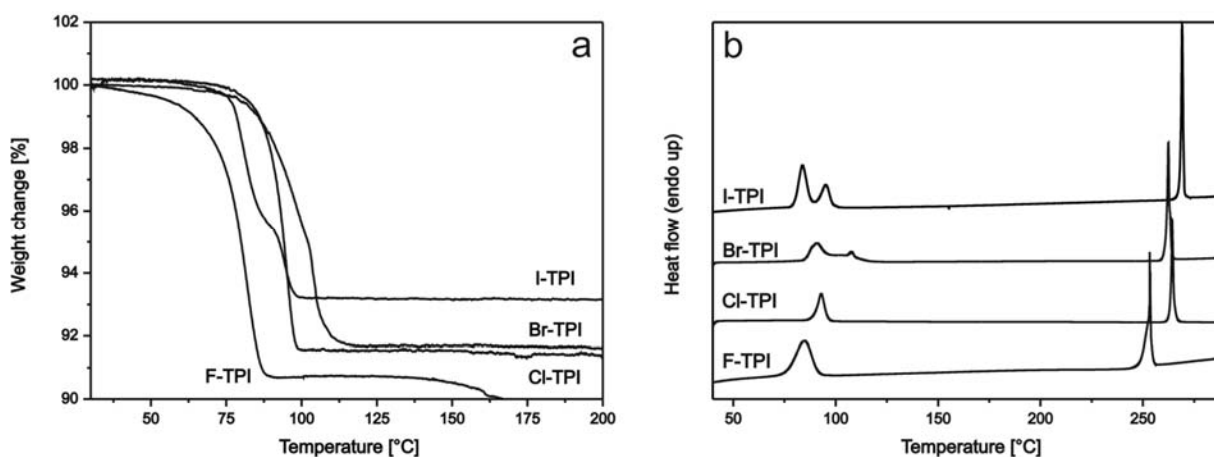 a
Weight change [%]
102
100
98
96
94
92
90
50
75
100
125
150
175
200
Temperature [°C]
I-TPI
Br-TPI
F-TPI
Cl-TPI
b
Heat flow (endo up)
I-TPI
Br-TPI
Cl-TPI
F-TPI
50
100
150
200
250
Temperature [°C]